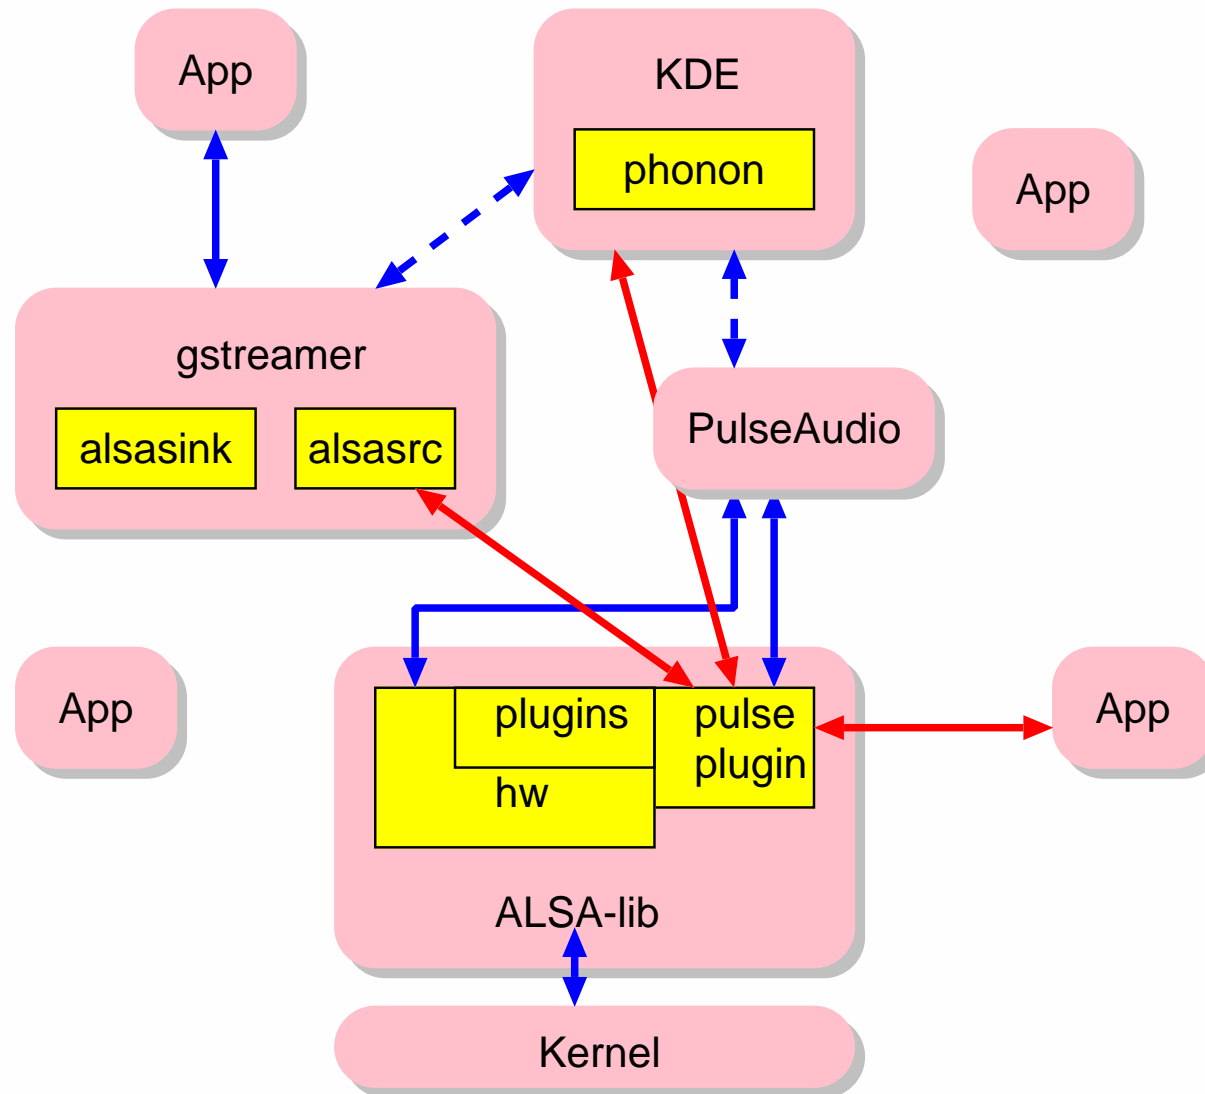 App
KDE
phonon
App
gstreamer
alsasink
alsasrc
PulseAudio
App
plugins
pulse
plugin
hw
App
ALSA-lib
Kernel